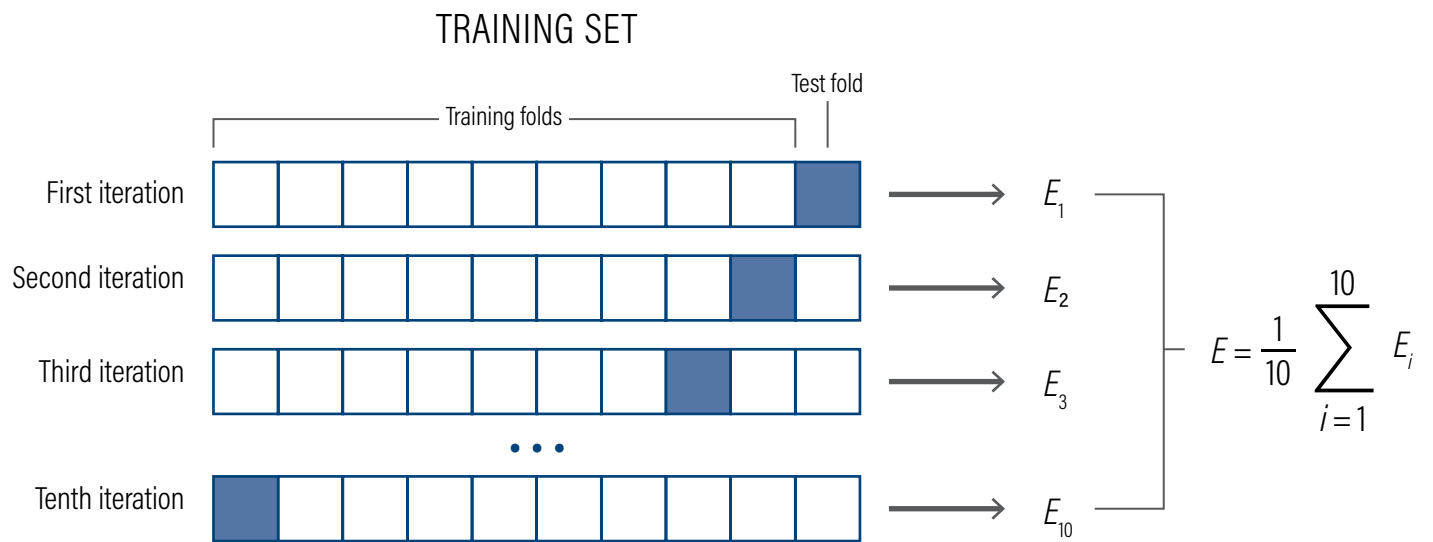 TRAINING SET
Test fold
Training folds
First iteration
E₁
Second iteration
E₂
Third iteration
E₃
Tenth iteration
E₁₀
E = 1/10 10∑i=1 Eᵢ